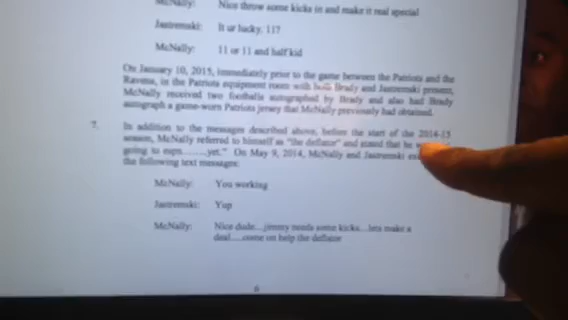 McNally: Nice throw some kicks in and make it real special
Jastremski: It ur lucky. 11?
McNally: 11 or 11 and half kid
On January 10, 2015, immediately prior to the game between the Patriots and the
Ravens, in the Patriots equipment room with both Brady and Jastremski present,
McNally received two footballs autographed by Brady and also had Brady
autograph a game-worn Patriots jersey that McNally previously had obtained.
7. In addition to the messages described above, before the start of the 2014-15
season, McNally referred to himself as "the deflator" and stated that he
going to espn........yet." On May 9, 2014, McNally and Jastremski
the following text messages:
McNally: You working
Jastremski: Yup
McNally: Nice dude....jimmy needs some kicks....lets make a
deal.....come on help the deflator
6